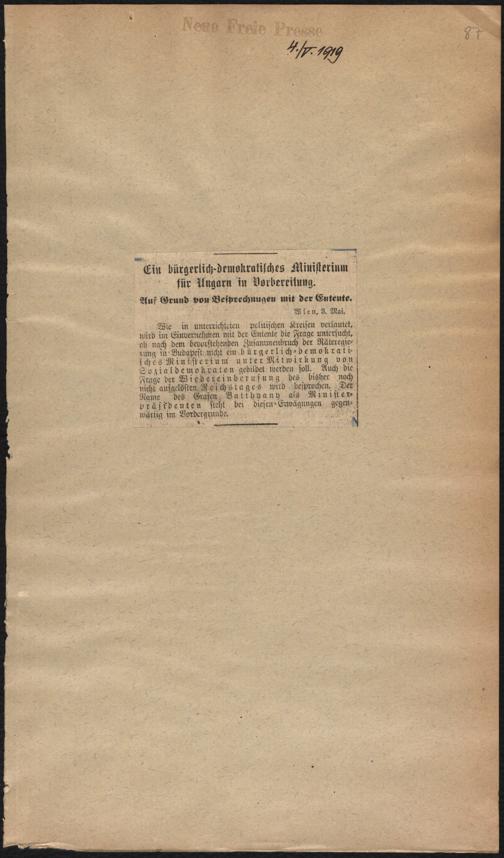 Neue Freie Presse
4./V. 1919
87
Ein bürgerlich-demokratisches Ministerium
für Ungarn in Vorbereitung.
Auf Grund von Besprechungen mit der Entente.
Wien, 3. Mai.
Wie in unterrichteten politischen Kreisen verlautet,
wird im Einvernehmen mit der Entente die Frage untersucht,
ob nach dem bevorstehenden Zusammenbruch der Räteregie-
rung in Budapest nicht ein bürgerlich-demokrati-
sches Ministerium unter Mitwirkung von
Sozialdemokraten gebildet werden soll. Auch die
Frage der Wiedereinberufung des bisher noch
nicht aufgelösten Reichstages wird besprochen. Der
Name des Grafen Batthyany als Minister-
präsidenten steht bei diesen Erwägungen gegen-
wärtig im Vordergrunde.